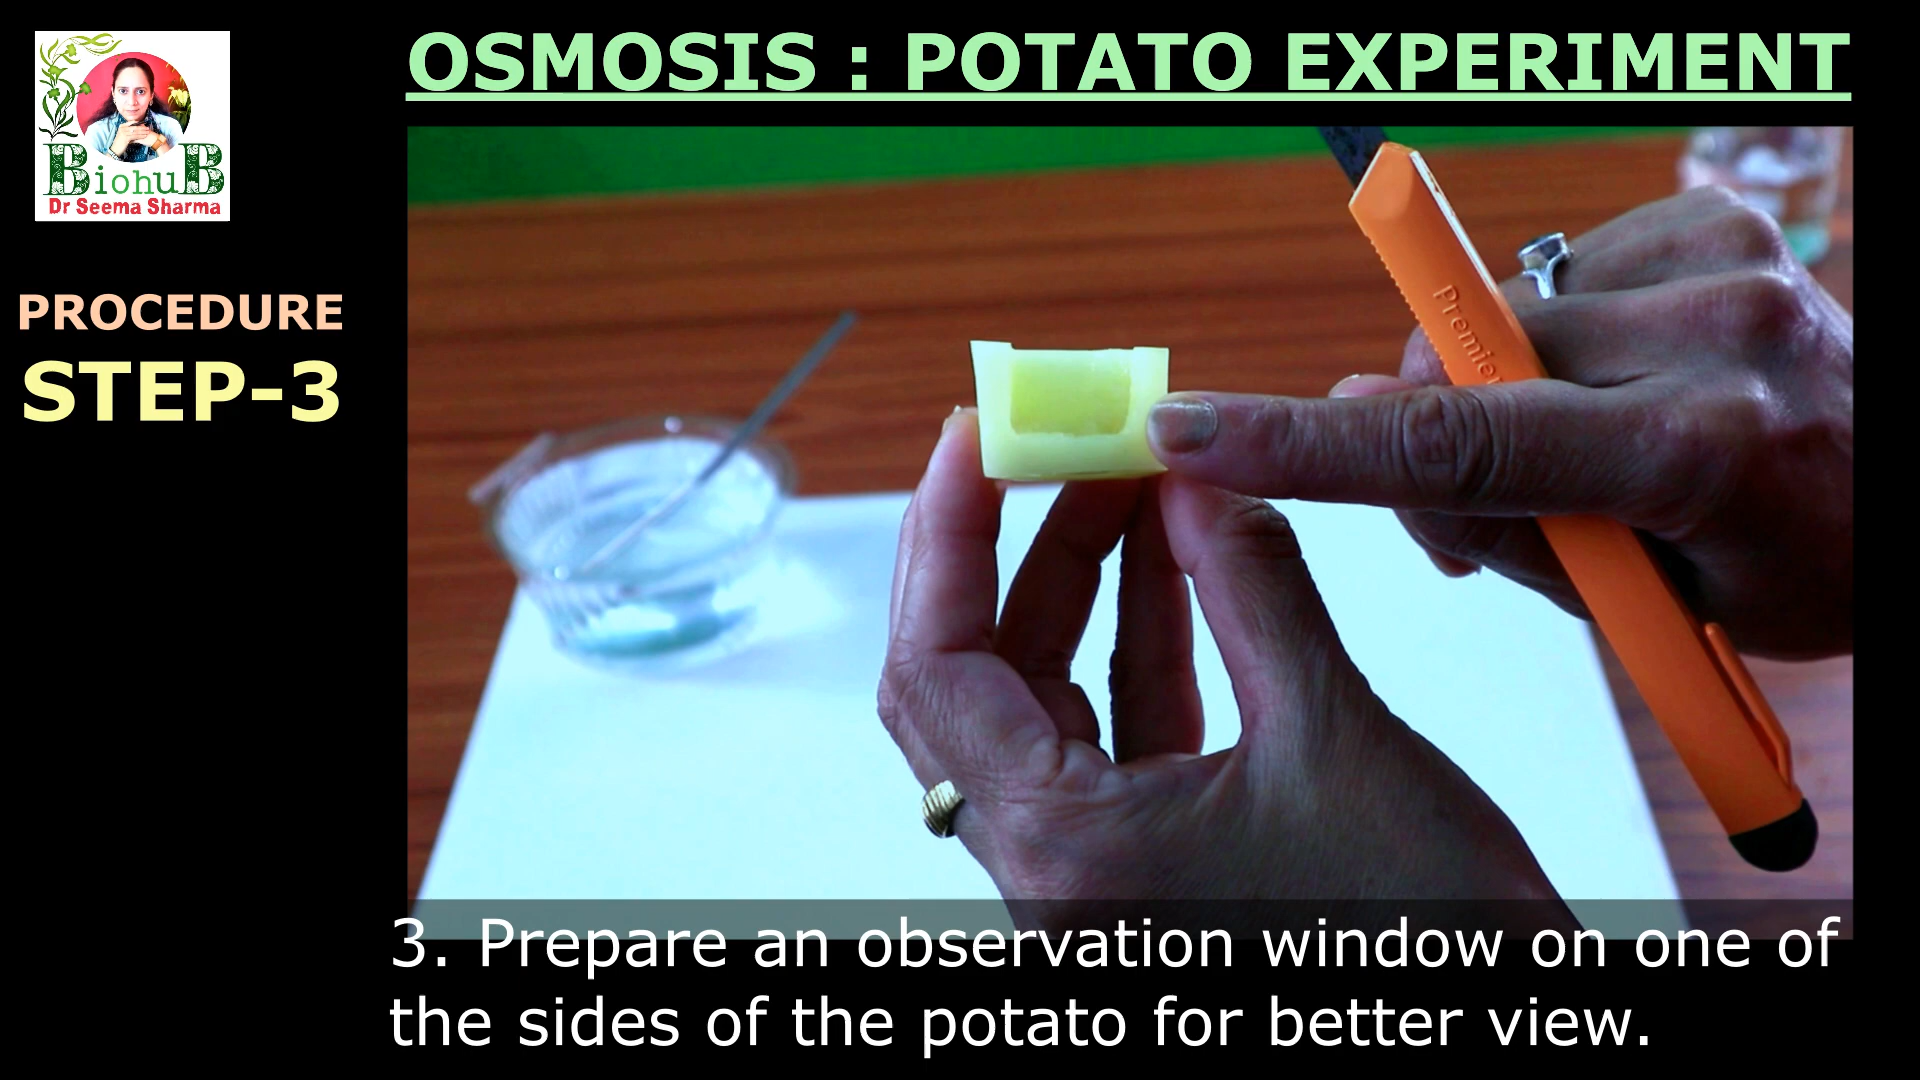 OSMOSIS : POTATO EXPERIMENT
BiohuB
Dr Seema Sharma
PROCEDURE
STEP-3
Premier
3. Prepare an observation window on one of
the sides of the potato for better view.